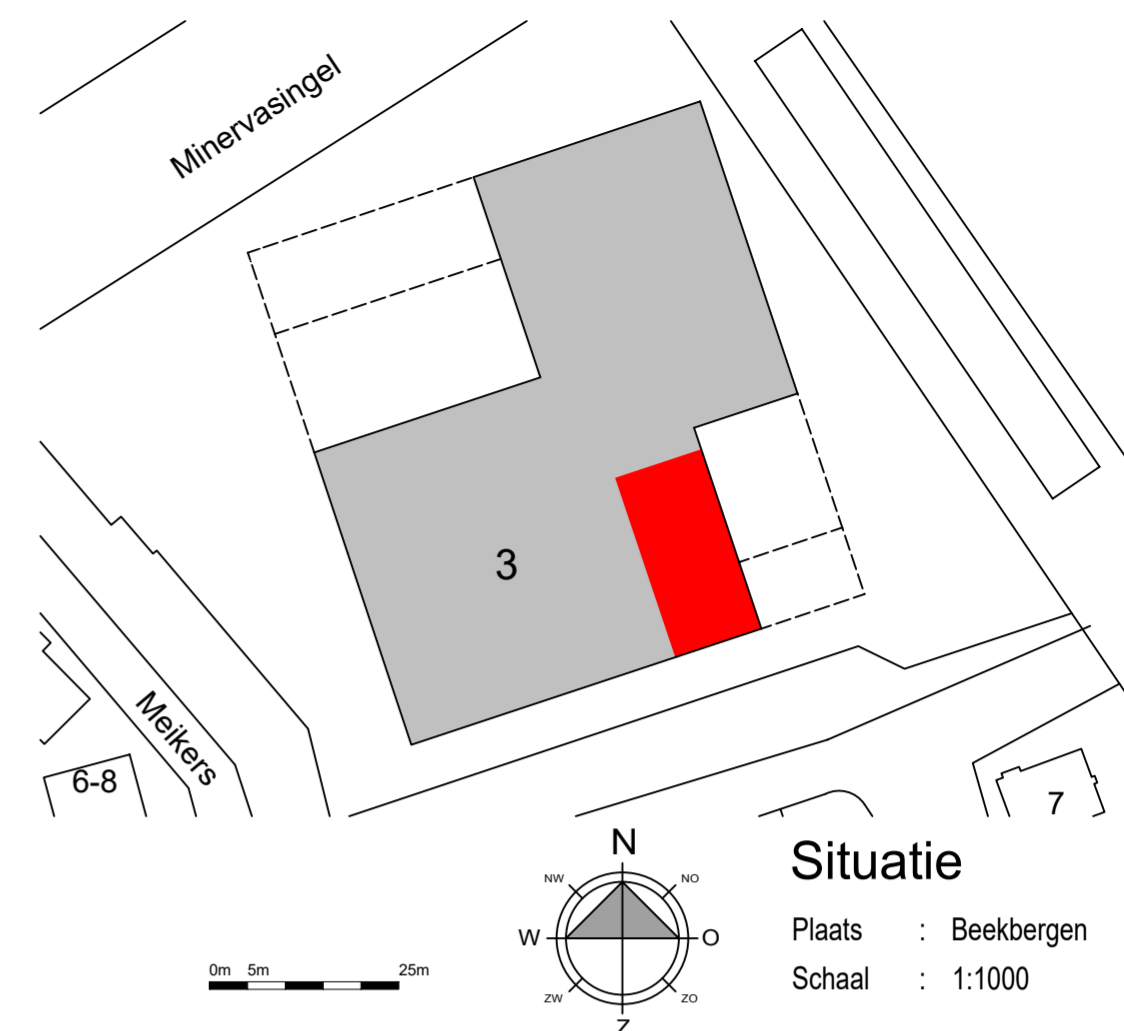 Minervasingel
3
Meikers
6-8
7
N
NW NO
W O
ZW ZO
Z
0m 5m 25m
Situatie
Plaats : Beekbergen
Schaal : 1:1000